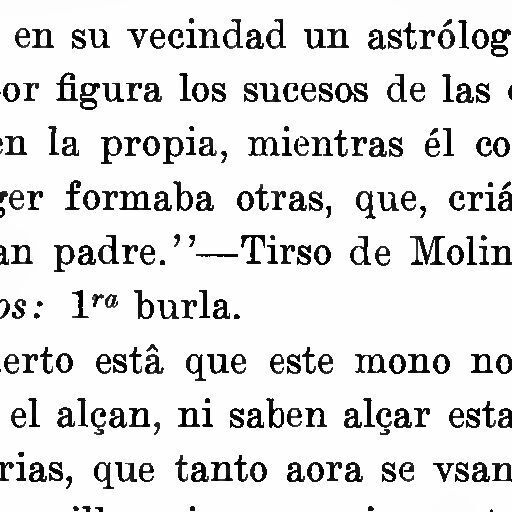 en su vecindad un astrólog
or figura los sucesos de las
en la propia, mientras él co
ger formaba otras, que, criá
an padre.''—Tirso de Molin
os: 1ra burla.
erto estâ que este mono no
el alçan, ni saben alçar esta
rias, que tanto aora se vsan